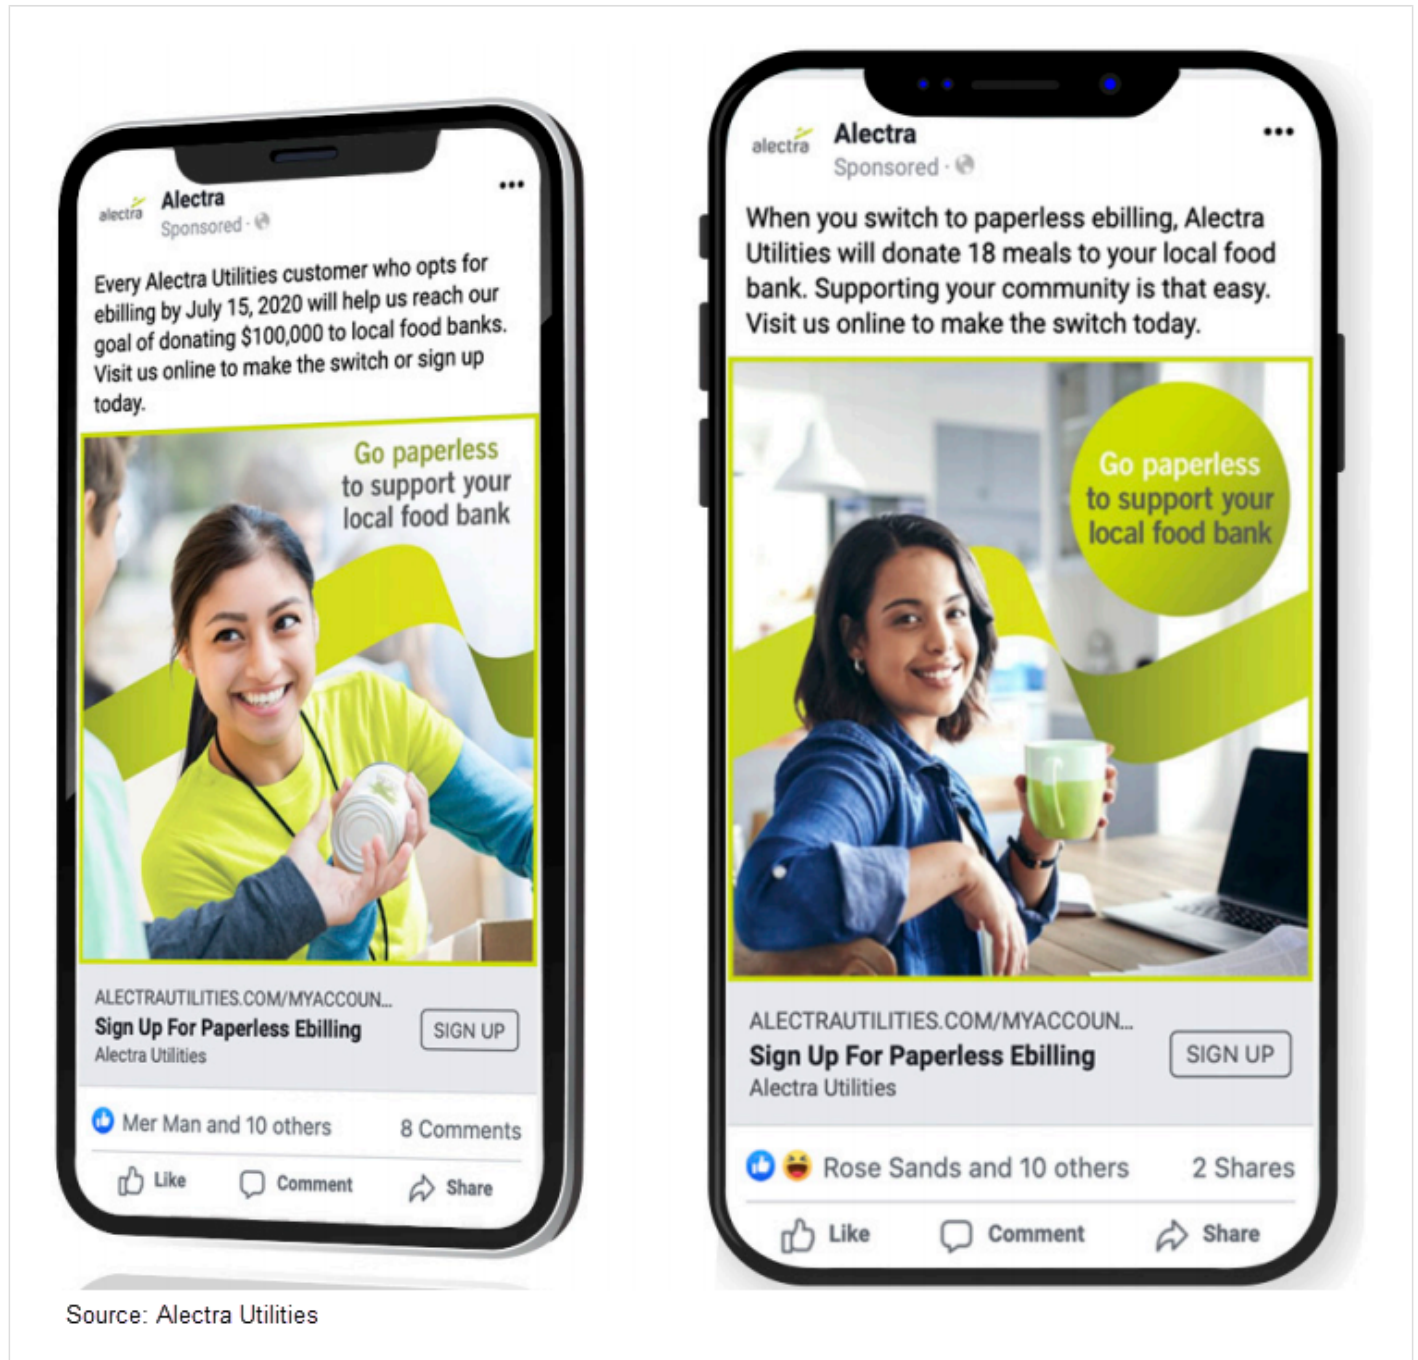 alectra
Alectra
Sponsored ·
Every Alectra Utilities customer who opts for
ebilling by July 15, 2020 will help us reach our
goal of donating $100,000 to local food banks.
Visit us online to make the switch or sign up
today.
Go paperless
to support your
local food bank
ALECTRAUTILITIES.COM/MYACCOUN...
Sign Up For Paperless Ebilling
Alectra Utilities
SIGN UP
Mer Man and 10 others
8 Comments
Like
Comment
Share
alectra
Alectra
Sponsored ·
When you switch to paperless ebilling, Alectra
Utilities will donate 18 meals to your local food
bank. Supporting your community is that easy.
Visit us online to make the switch today.
Go paperless
to support your
local food bank
ALECTRAUTILITIES.COM/MYACCOUN...
Sign Up For Paperless Ebilling
Alectra Utilities
SIGN UP
Rose Sands and 10 others
2 Shares
Like
Comment
Share
Source: Alectra Utilities